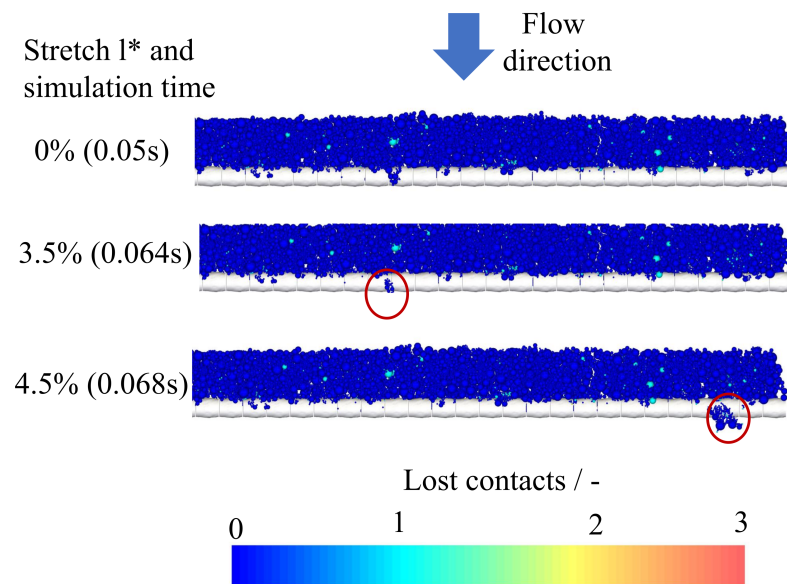 Flow
direction
Stretch l* and
simulation time
0% (0.05s)
3.5% (0.064s)
4.5% (0.068s)
Lost contacts / -
0 1 2 3